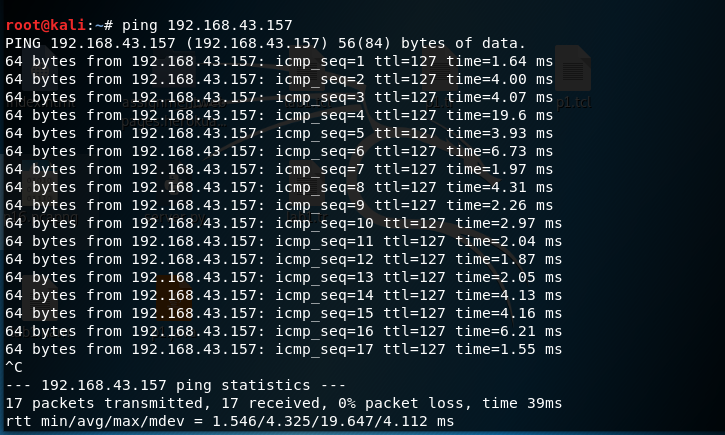 root@kali:~# ping 192.168.43.157
PING 192.168.43.157 (192.168.43.157) 56(84) bytes of data.
64 bytes from 192.168.43.157: icmp_seq=1 ttl=127 time=1.64 ms
64 bytes from 192.168.43.157: icmp_seq=2 ttl=127 time=4.00 ms
64 bytes from 192.168.43.157: icmp_seq=3 ttl=127 time=4.07 ms
64 bytes from 192.168.43.157: icmp_seq=4 ttl=127 time=19.6 ms
64 bytes from 192.168.43.157: icmp_seq=5 ttl=127 time=3.93 ms
64 bytes from 192.168.43.157: icmp_seq=6 ttl=127 time=6.73 ms
64 bytes from 192.168.43.157: icmp_seq=7 ttl=127 time=1.97 ms
64 bytes from 192.168.43.157: icmp_seq=8 ttl=127 time=4.31 ms
64 bytes from 192.168.43.157: icmp_seq=9 ttl=127 time=2.26 ms
64 bytes from 192.168.43.157: icmp_seq=10 ttl=127 time=2.97 ms
64 bytes from 192.168.43.157: icmp_seq=11 ttl=127 time=2.04 ms
64 bytes from 192.168.43.157: icmp_seq=12 ttl=127 time=1.87 ms
64 bytes from 192.168.43.157: icmp_seq=13 ttl=127 time=2.05 ms
64 bytes from 192.168.43.157: icmp_seq=14 ttl=127 time=4.13 ms
64 bytes from 192.168.43.157: icmp_seq=15 ttl=127 time=4.16 ms
64 bytes from 192.168.43.157: icmp_seq=16 ttl=127 time=6.21 ms
64 bytes from 192.168.43.157: icmp_seq=17 ttl=127 time=1.55 ms
^C
--- 192.168.43.157 ping statistics ---
17 packets transmitted, 17 received, 0% packet loss, time 39ms
rtt min/avg/max/mdev = 1.546/4.325/19.647/4.112 ms
p1.tcl